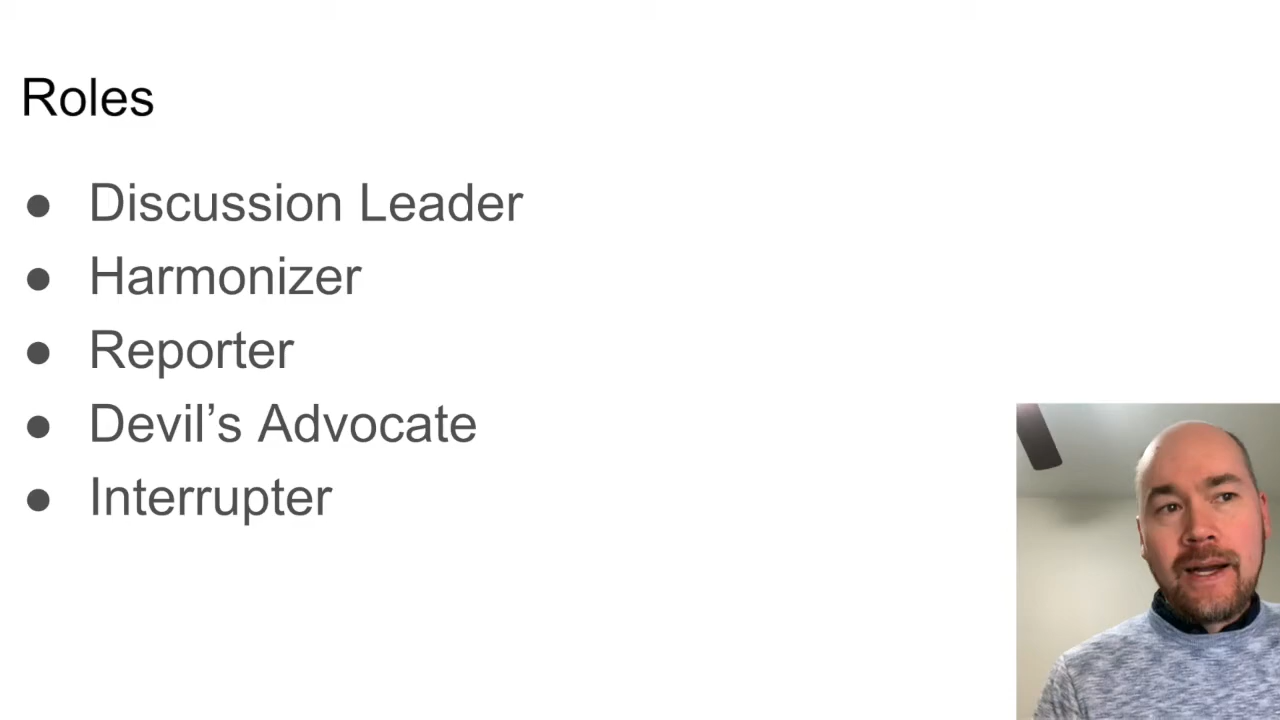 Roles
● Discussion Leader
● Harmonizer
● Reporter
● Devil’s Advocate
● Interrupter